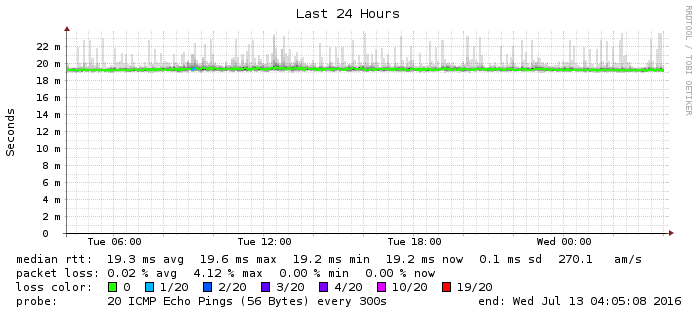 Last 24 Hours
RRDTOOL / TOBI OETIKER
Seconds
22 m
20 m
18 m
16 m
14 m
12 m
10 m
8 m
6 m
4 m
2 m
0
Tue 06:00 Tue 12:00 Tue 18:00 Wed 00:00
median rtt: 19.3 ms avg 19.6 ms max 19.2 ms min 19.2 ms now 0.1 ms sd 270.1 am/s
packet loss: 0.02 % avg 4.12 % max 0.00 % min 0.00 % now
loss color: 0 1/20 2/20 3/20 4/20 10/20 19/20
probe: 20 ICMP Echo Pings (56 Bytes) every 300s end: Wed Jul 13 04:05:08 2016